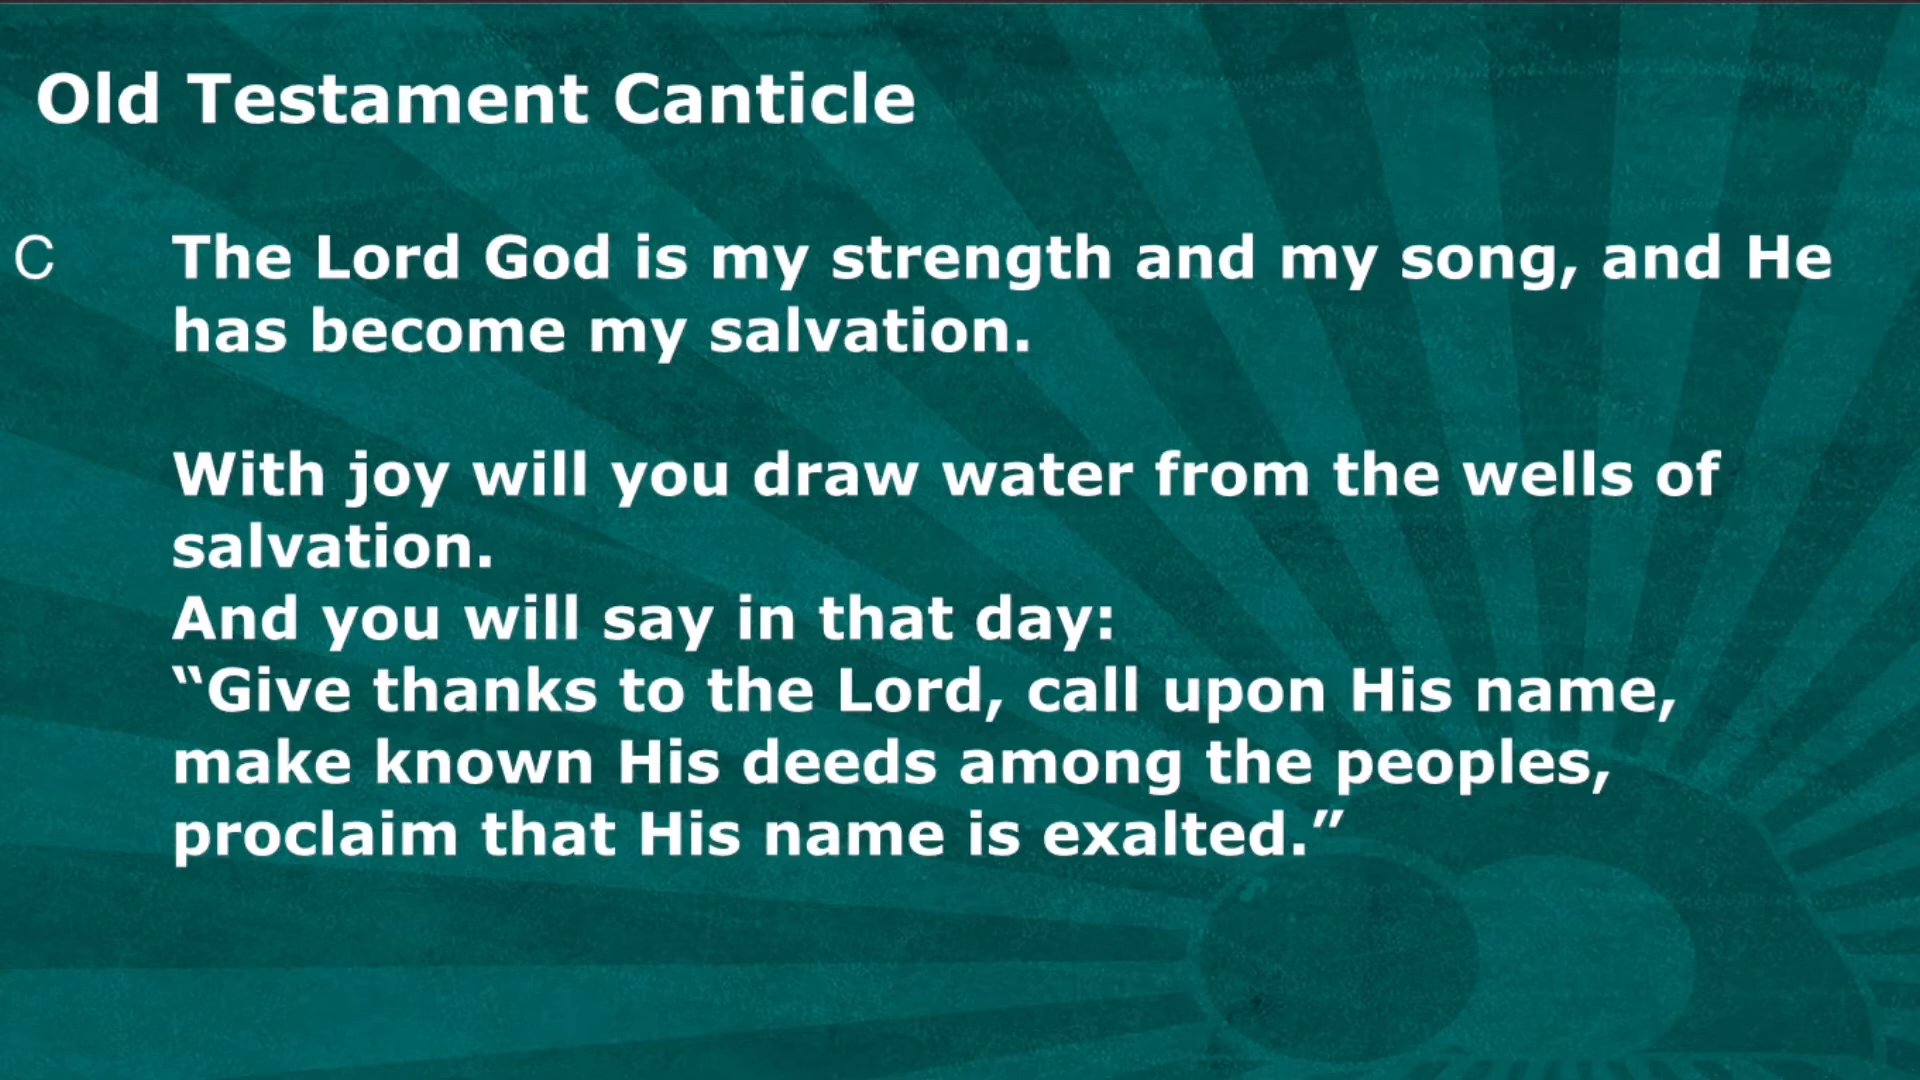 Old Testament Canticle
C The Lord God is my strength and my song, and He
has become my salvation.
With joy will you draw water from the wells of
salvation.
And you will say in that day:
“Give thanks to the Lord, call upon His name,
make known His deeds among the peoples,
proclaim that His name is exalted.”